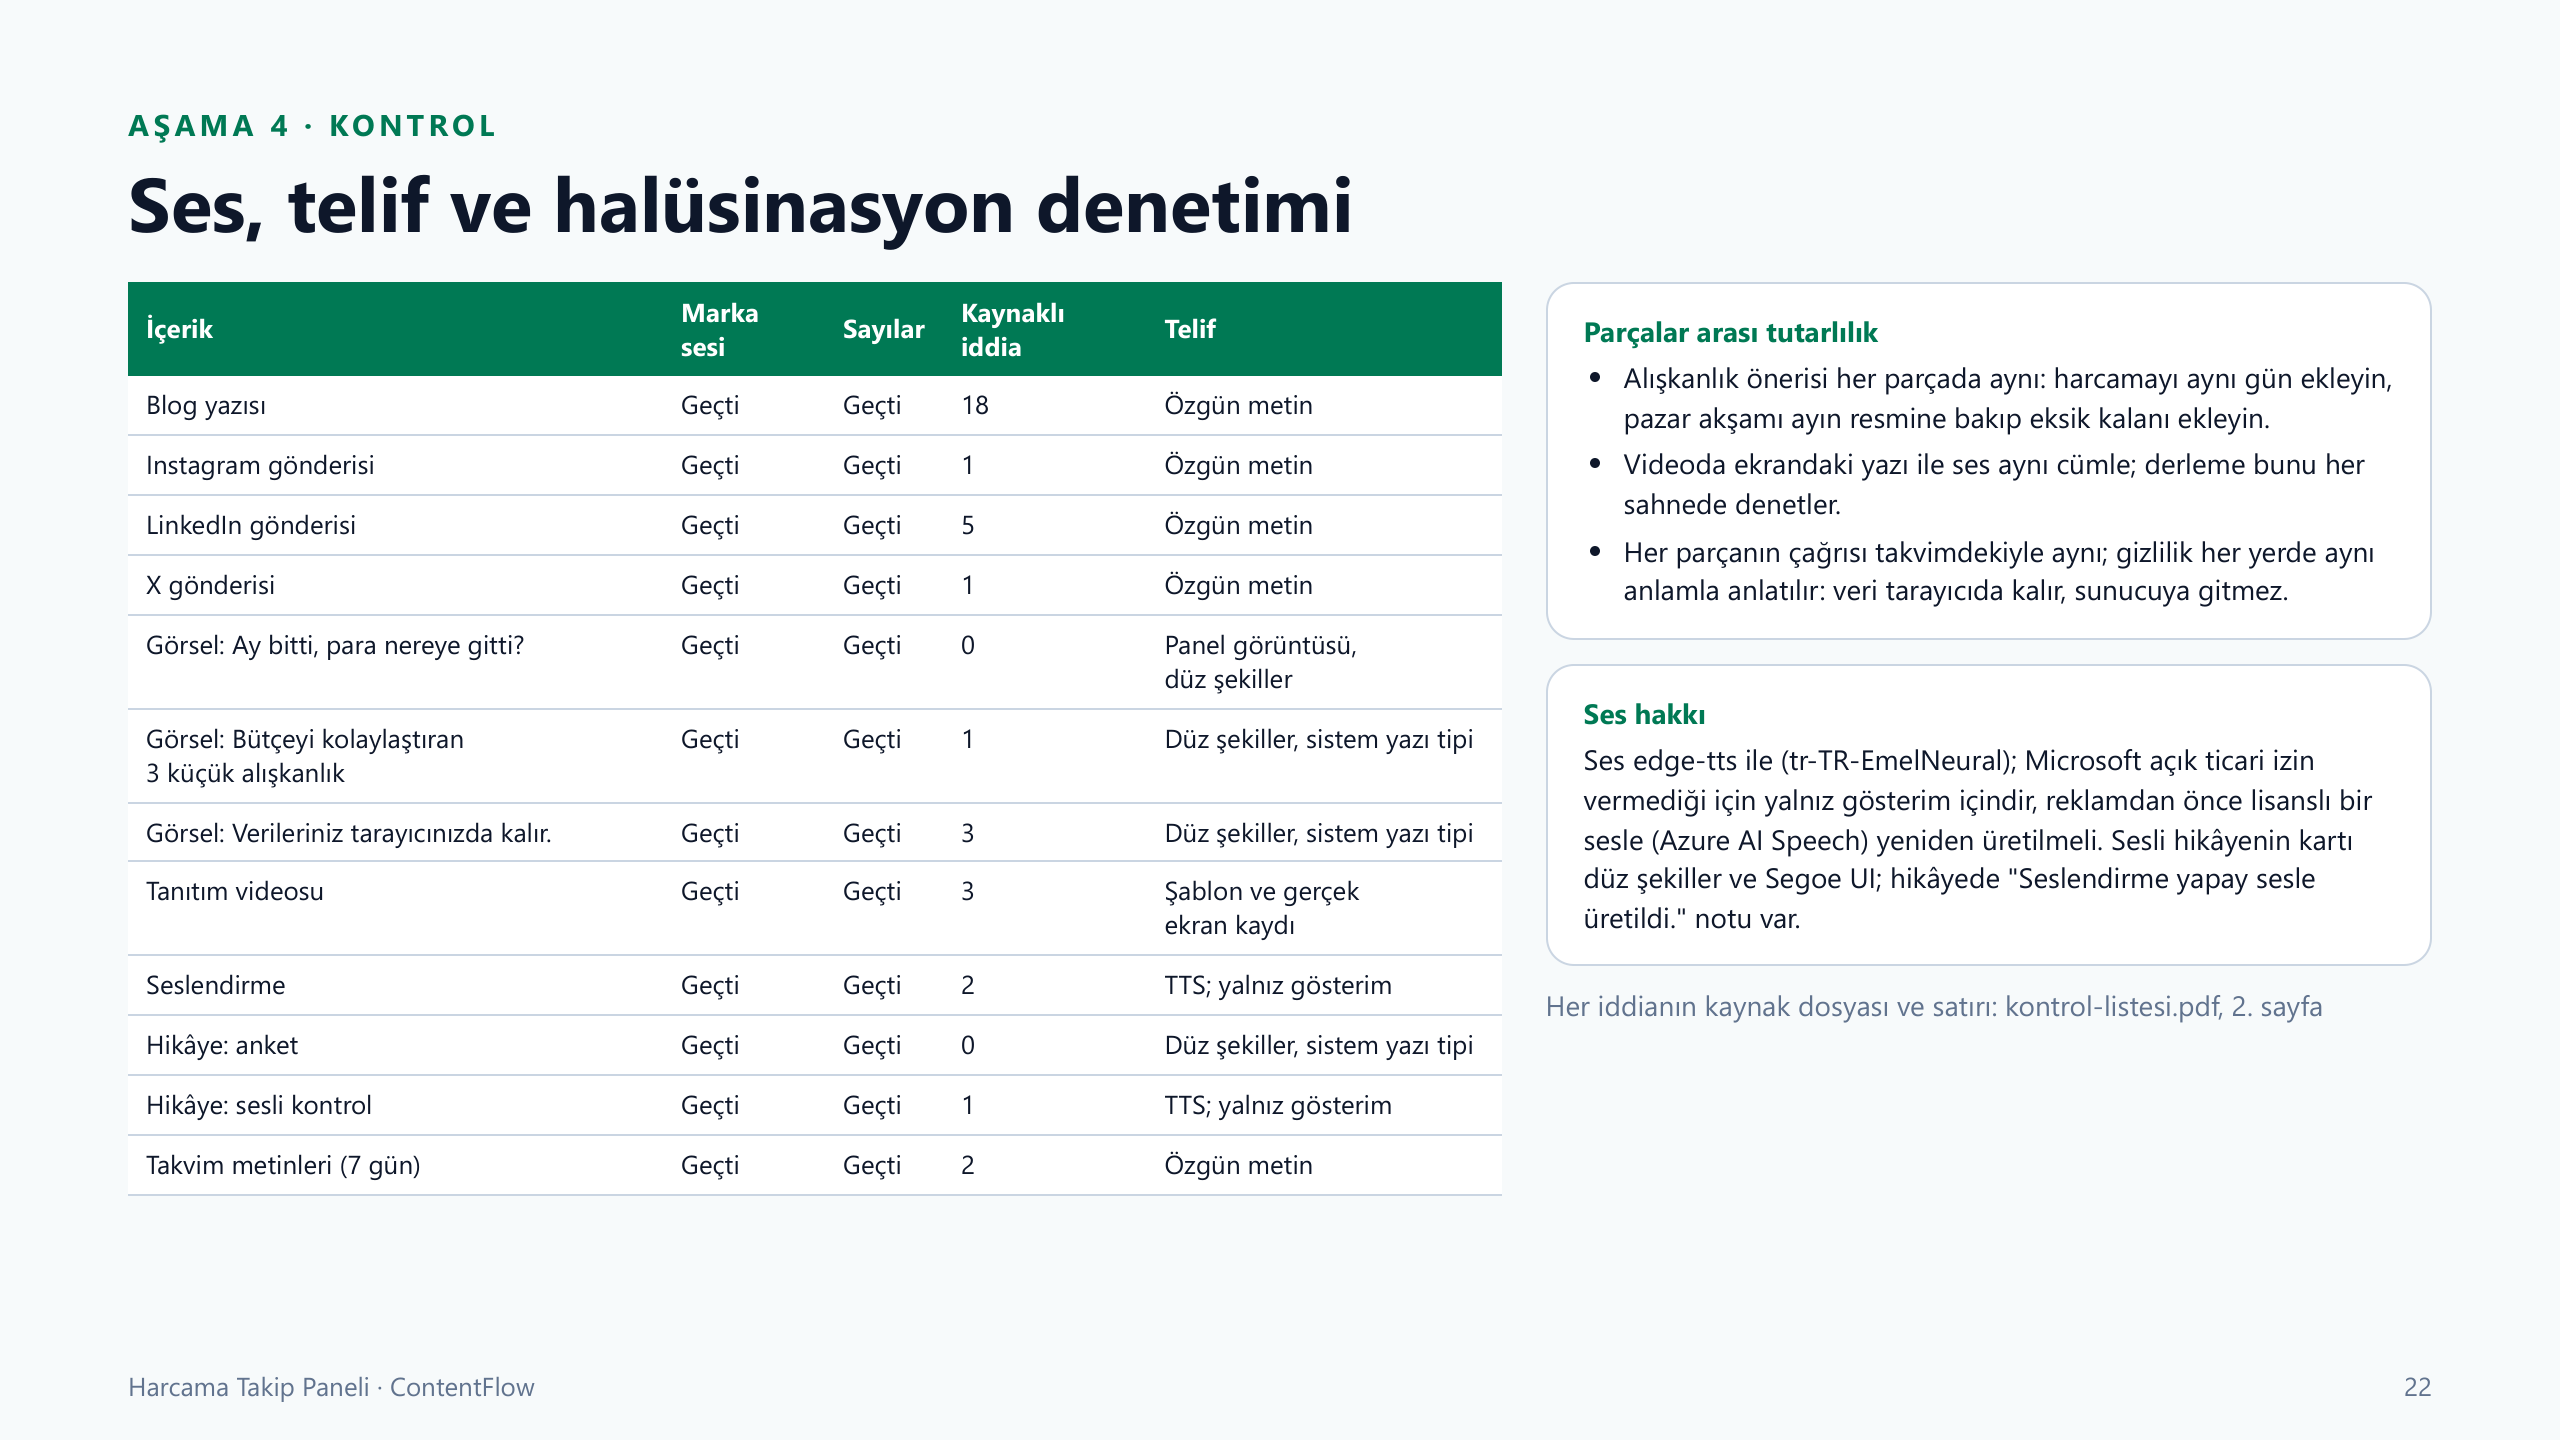 AŞAMA 4 · KONTROL
Ses, telif ve halüsinasyon denetimi
İçerik Marka sesi Sayılar Kaynaklı iddia Telif
Blog yazısı Geçti Geçti 18 Özgün metin
Instagram gönderisi Geçti Geçti 1 Özgün metin
LinkedIn gönderisi Geçti Geçti 5 Özgün metin
X gönderisi Geçti Geçti 1 Özgün metin
Görsel: Ay bitti, para nereye gitti? Geçti Geçti 0 Panel görüntüsü,
düz şekiller
Görsel: Bütçeyi kolaylaştıran Geçti Geçti 1 Düz şekiller, sistem yazı tipi
3 küçük alışkanlık
Görsel: Verileriniz tarayıcınızda kalır. Geçti Geçti 3 Düz şekiller, sistem yazı tipi
Tanıtım videosu Geçti Geçti 3 Şablon ve gerçek
ekran kaydı
Seslendirme Geçti Geçti 2 TTS; yalnız gösterim
Hikâye: anket Geçti Geçti 0 Düz şekiller, sistem yazı tipi
Hikâye: sesli kontrol Geçti Geçti 1 TTS; yalnız gösterim
Takvim metinleri (7 gün) Geçti Geçti 2 Özgün metin
Parçalar arası tutarlılık
• Alışkanlık önerisi her parçada aynı: harcamayı aynı gün ekleyin,
pazar akşamı ayın resmine bakıp eksik kalanı ekleyin.
• Videoda ekrandaki yazı ile ses aynı cümle; derleme bunu her
sahnede denetler.
• Her parçanın çağrısı takvimdekiyle aynı; gizlilik her yerde aynı
anlamla anlatılır: veri tarayıcıda kalır, sunucuya gitmez.
Ses hakkı
Ses edge-tts ile (tr-TR-EmelNeural); Microsoft açık ticari izin
vermediği için yalnız gösterim içindir, reklamdan önce lisanslı bir
sesle (Azure AI Speech) yeniden üretilmeli. Sesli hikâyenin kartı
düz şekiller ve Segoe UI; hikâyede "Seslendirme yapay sesle
üretildi." notu var.
Her iddianın kaynak dosyası ve satırı: kontrol-listesi.pdf, 2. sayfa
Harcama Takip Paneli · ContentFlow
22